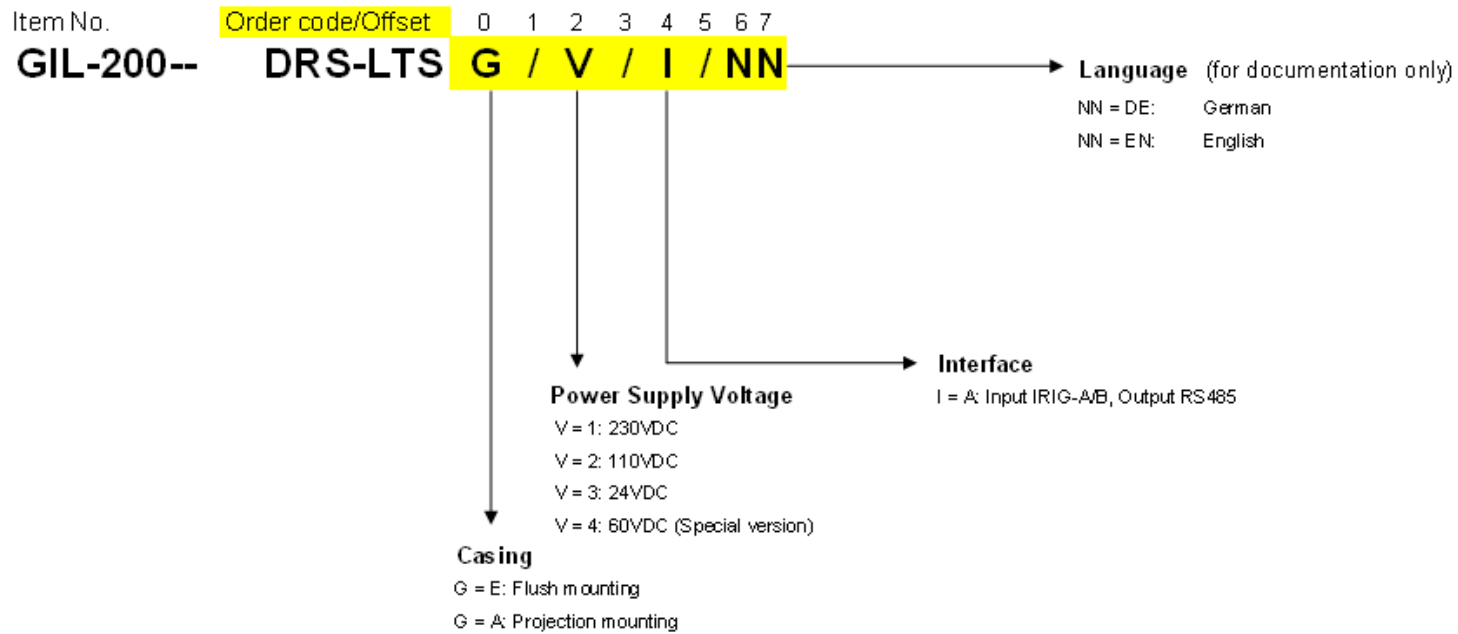 Item No. Order code/Offset 0 1 2 3 4 5 6 7
GIL-200-- DRS-LTS G / V / I / NN
Language (for documentation only)
NN = DE: German
NN = EN: English
Interface
I = A: Input IRIG-A/B, Output RS485
Power Supply Voltage
V = 1: 230VDC
V = 2: 110VDC
V = 3: 24VDC
V = 4: 60VDC (Special version)
Casing
G = E: Flush mounting
G = A: Projection mounting